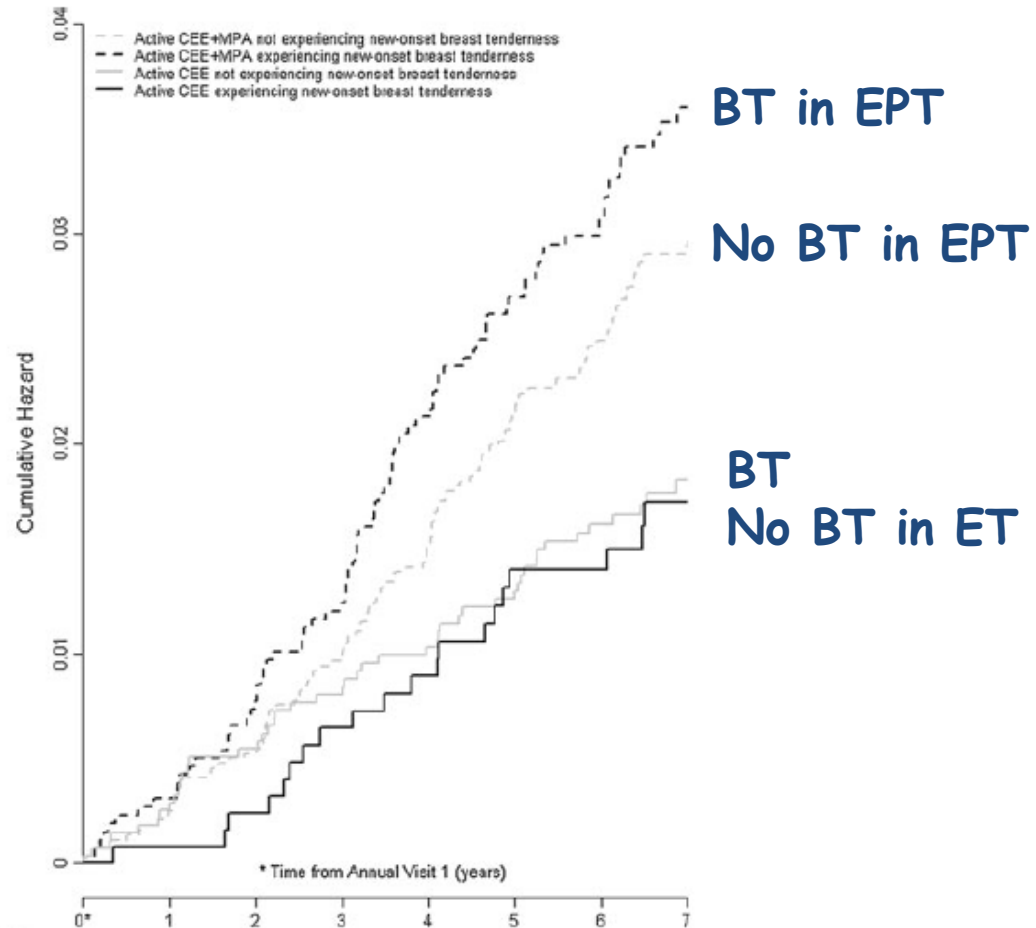 0.04
Active CEE+MPA not experiencing new-onset breast tenderness
Active CEE+MPA experiencing new-onset breast tenderness
Active CEE not experiencing new-onset breast tenderness
Active CEE experiencing new-onset breast tenderness
BT in EPT
0.03
No BT in EPT
Cumulative Hazard
0.02
BT
No BT in ET
0.01
0
* Time from Annual Visit 1 (years)
0* 1 2 3 4 5 6 7